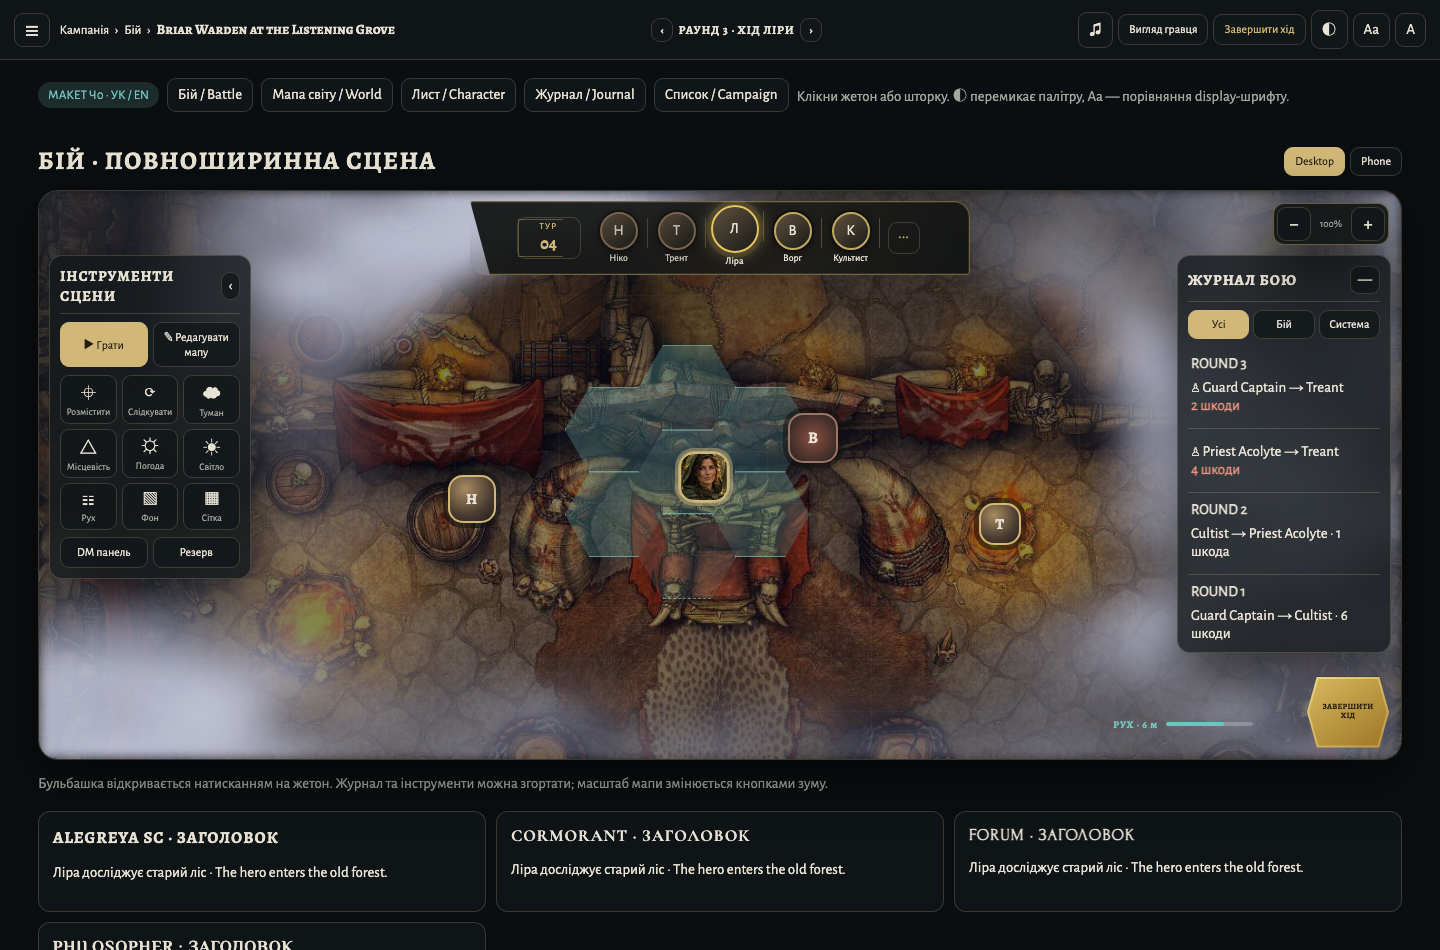 Кампанія › Бій › Briar Warden at the Listening Grove
‹ РАУНД 3 · ХІД ЛІРИ ›
Вигляд гравця
Завершити хід
Aa
A
МАКЕТ Ч0 · УК / EN
Бій / Battle
Мапа світу / World
Лист / Character
Журнал / Journal
Список / Campaign
Клікни жетон або шторку. ◐ перемикає палітру, Aa — порівняння display-шрифту.
БІЙ · ПОВНОШИРИННА СЦЕНА
Desktop
Phone
ТУР
04
Н
Т
Л
В
К
...
Ніко
Трент
Ліра
Ворг
Культист
− 100% +
ІНСТРУМЕНТИ
СЦЕНИ
‹
▶ Грати
✎ Редагувати
мапу
Розмістити
Слідкувати
Туман
Місцевість
Погода
Світло
Рух
Фон
Сітка
DM панель
Резерв
В
Н
Т
ЖУРНАЛ БОЮ
—
Усі
Бій
Система
ROUND 3
♙ Guard Captain → Treant
2 шкоди
♙ Priest Acolyte → Treant
4 шкоди
ROUND 2
Cultist → Priest Acolyte · 1
шкода
ROUND 1
Guard Captain → Cultist · 6
шкоди
РУХ · 6 м
ЗАВЕРШИТИ
ХІД
Бульбашка відкривається натисканням на жетон. Журнал та інструменти можна згортати; масштаб мапи змінюється кнопками зуму.
ALEGREYA SC · ЗАГОЛОВОК
Ліра досліджує старий ліс · The hero enters the old forest.
CORMORANT · ЗАГОЛОВОК
Ліра досліджує старий ліс · The hero enters the old forest.
FORUM · ЗАГОЛОВОК
Ліра досліджує старий ліс · The hero enters the old forest.
PHILOSOPHER · ЗАГОЛОВОК